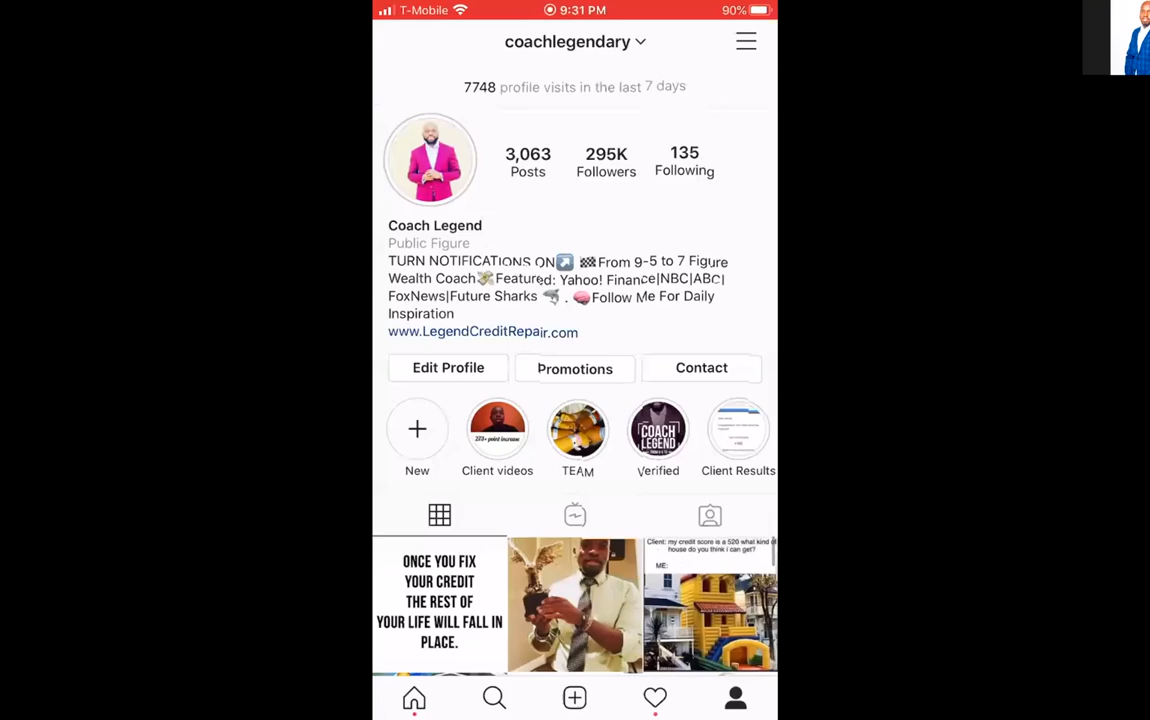 T-Mobile 9:31 PM 90%
coachlegendary
7748 profile visits in the last 7 days
3,063 295K 135
Posts Followers Following
Coach Legend
Public Figure
TURN NOTIFICATIONS ON↗️ 🏁From 9-5 to 7 Figure
Wealth Coach💸Featured: Yahoo! Finance|NBC|ABC|
FoxNews|Future Sharks 🦈 . 🧠Follow Me For Daily
Inspiration
www.LegendCreditRepair.com
Edit Profile Promotions Contact
273+ point increase
COACH
LEGEND
New Client videos TEAM Verified Client Results
ONCE YOU FIX
YOUR CREDIT
THE REST OF
YOUR LIFE WILL FALL IN
PLACE.
Client: my credit score is a 520 what kind of
house do you think i can get?
ME: